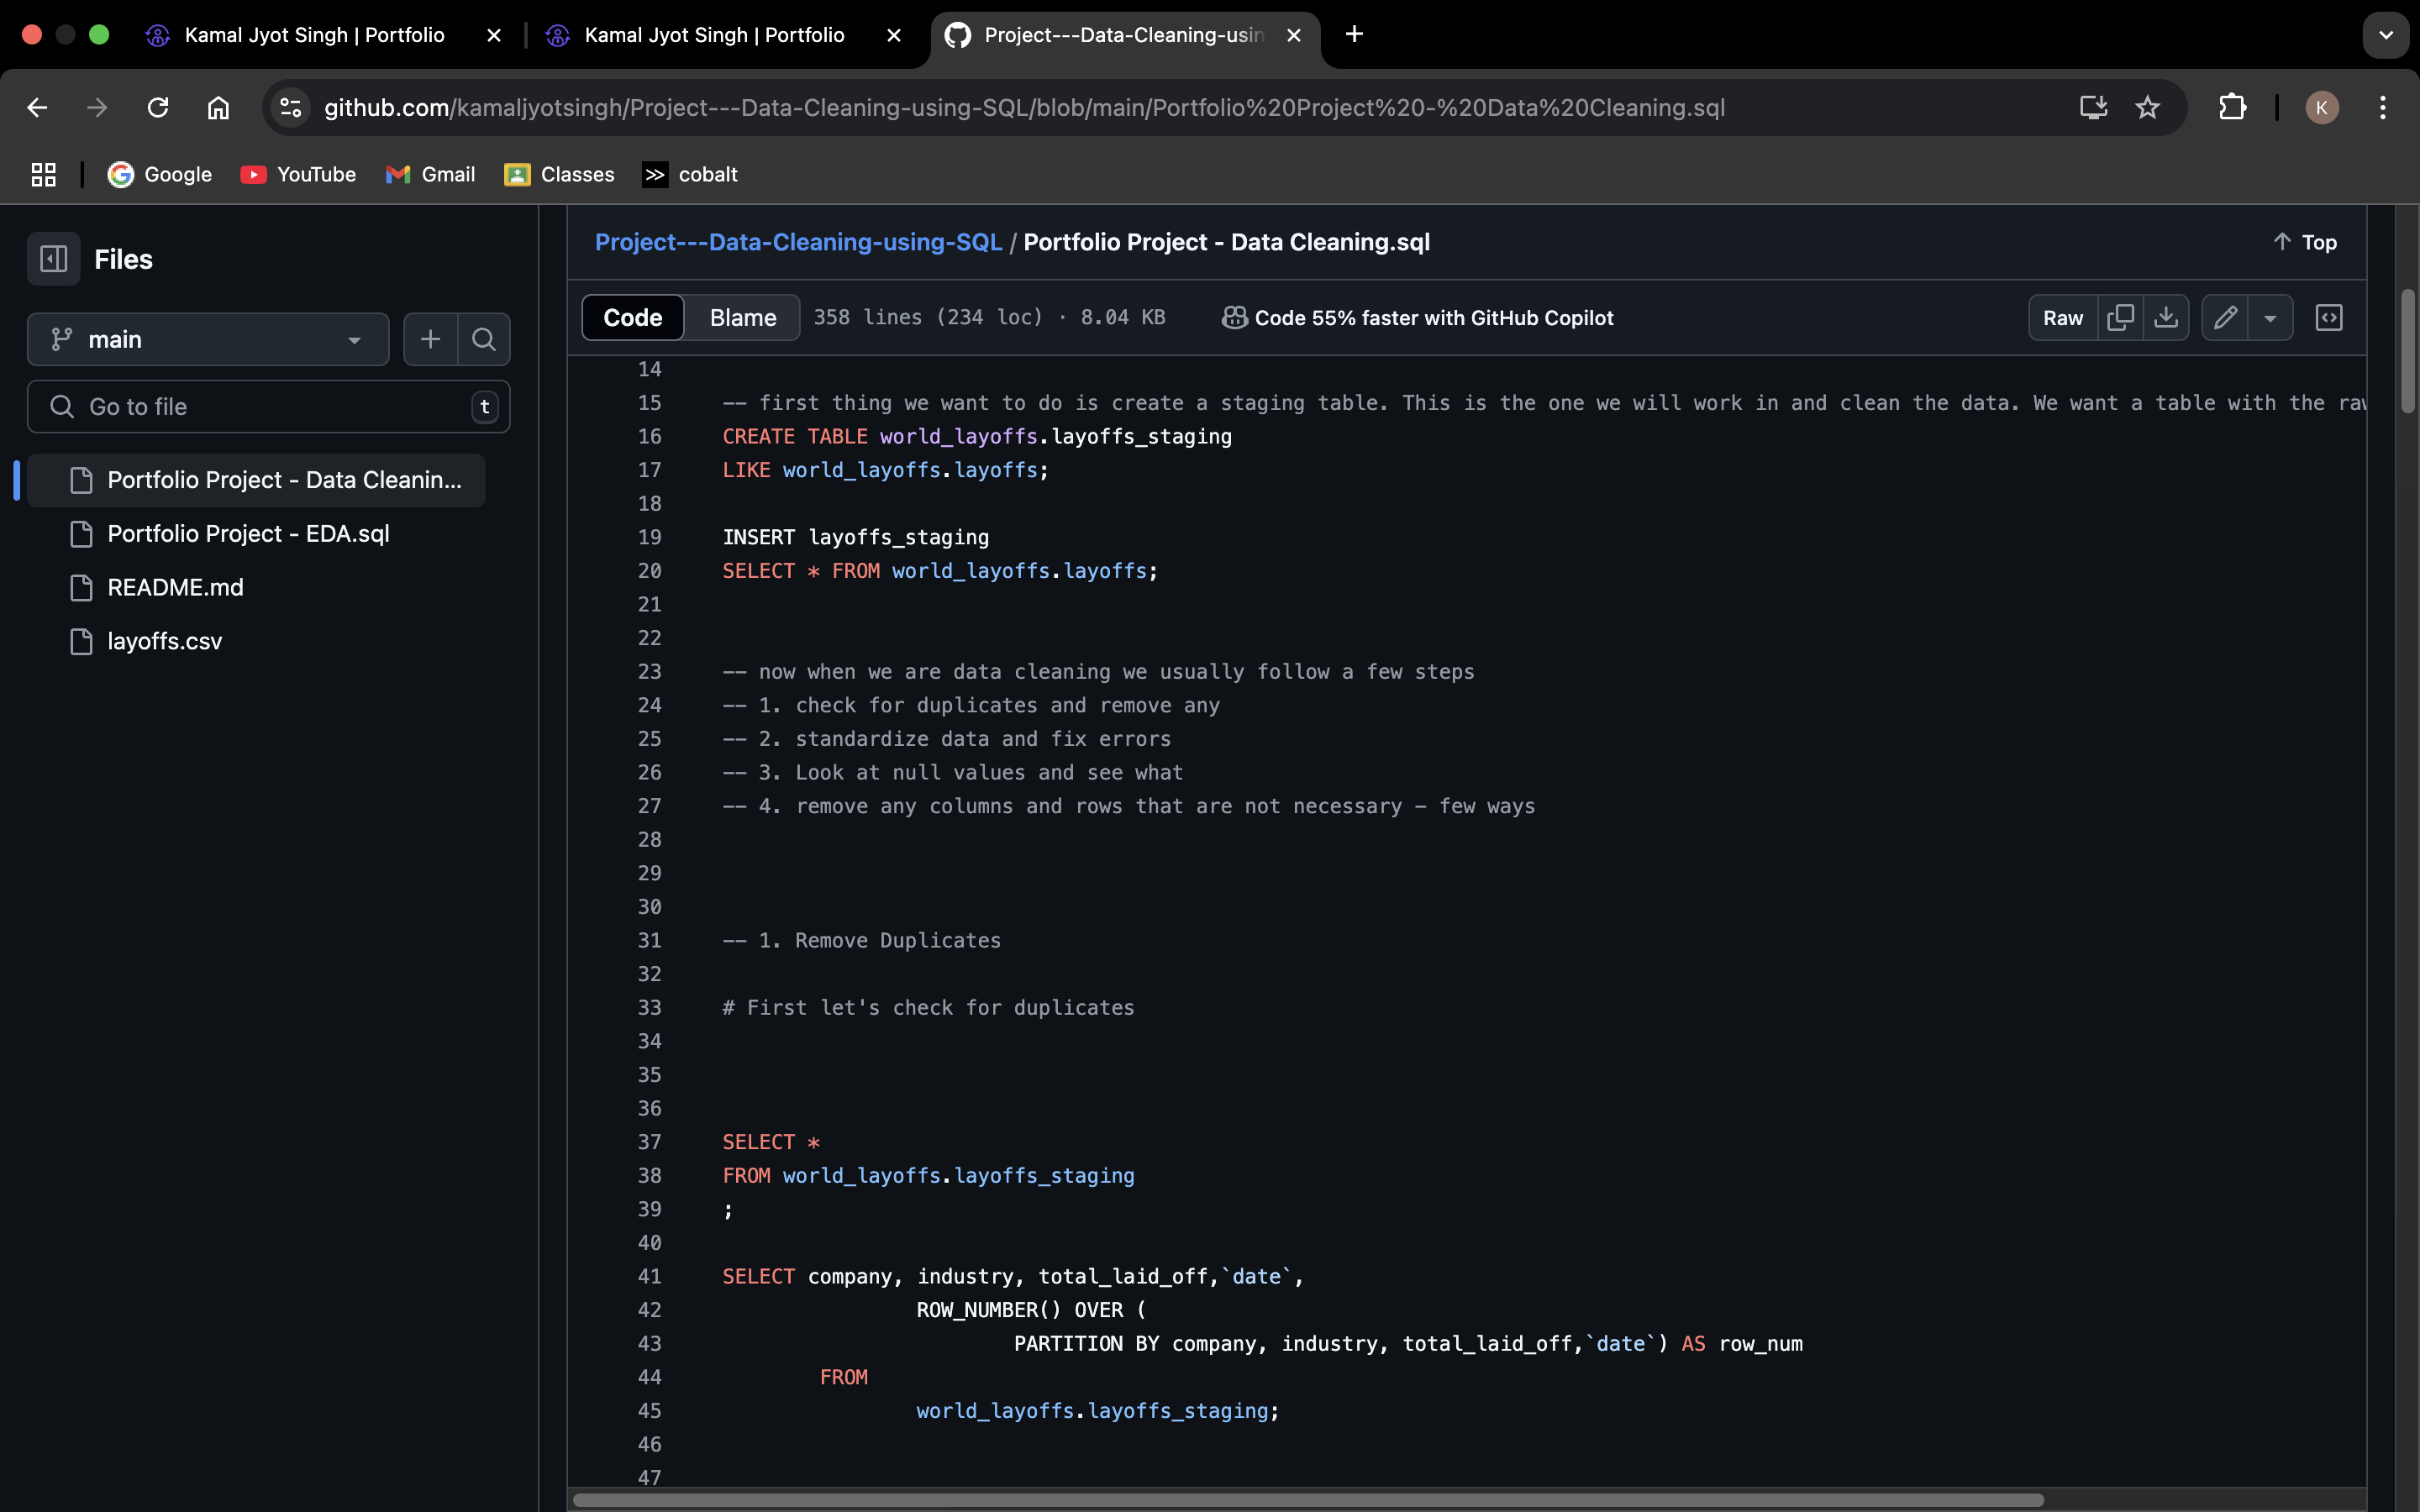 Kamal Jyot Singh | Portfolio
Kamal Jyot Singh | Portfolio
Project---Data-Cleaning-usin
github.com/kamaljyotsingh/Project---Data-Cleaning-using-SQL/blob/main/Portfolio%20Project%20-%20Data%20Cleaning.sql
K
Google
YouTube
Gmail
Classes
cobalt
Files
main
Go to file
t
Portfolio Project - Data Cleanin...
Portfolio Project - EDA.sql
README.md
layoffs.csv
Project---Data-Cleaning-using-SQL / Portfolio Project - Data Cleaning.sql
Top
Code
Blame
358 lines (234 loc) · 8.04 KB
Code 55% faster with GitHub Copilot
Raw
14
15 -- first thing we want to do is create a staging table. This is the one we will work in and clean the data. We want a table with the raw
16 CREATE TABLE world_layoffs.layoffs_staging
17 LIKE world_layoffs.layoffs;
18
19 INSERT layoffs_staging
20 SELECT * FROM world_layoffs.layoffs;
21
22
23 -- now when we are data cleaning we usually follow a few steps
24 -- 1. check for duplicates and remove any
25 -- 2. standardize data and fix errors
26 -- 3. Look at null values and see what
27 -- 4. remove any columns and rows that are not necessary - few ways
28
29
30
31 -- 1. Remove Duplicates
32
33 # First let's check for duplicates
34
35
36
37 SELECT *
38 FROM world_layoffs.layoffs_staging
39 ;
40
41 SELECT company, industry, total_laid_off,`date`,
42 ROW_NUMBER() OVER (
43 PARTITION BY company, industry, total_laid_off,`date`) AS row_num
44 FROM
45 world_layoffs.layoffs_staging;
46
47